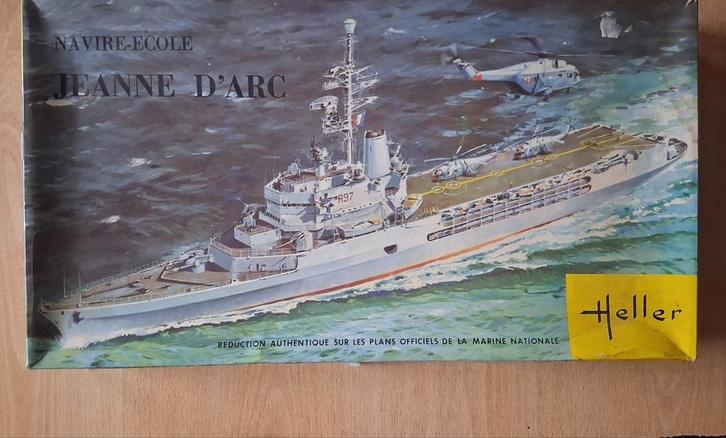 NAVIRE-ECOLE
JEANNE D'ARC
R97
Heller
REDUCTION AUTHENTIQUE SUR LES PLANS OFFICIELS DE LA MARINE NATIONALE